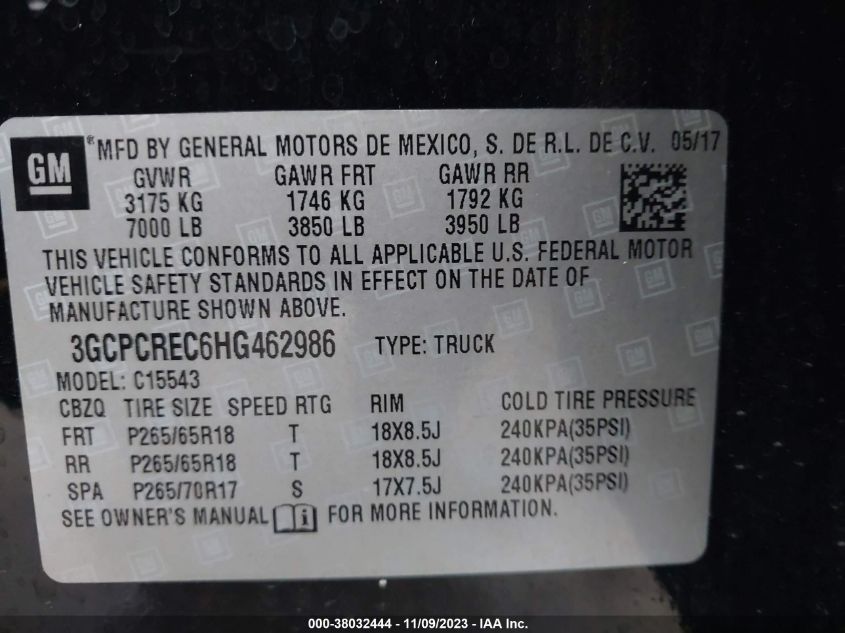 GM ® MFD BY GENERAL MOTORS DE MEXICO, S. DE R.L. DE C.V. 05/17
GVWR GAWR FRT GAWR RR
3175 KG 1746 KG 1792 KG
7000 LB 3850 LB 3950 LB
THIS VEHICLE CONFORMS TO ALL APPLICABLE U.S. FEDERAL MOTOR
VEHICLE SAFETY STANDARDS IN EFFECT ON THE DATE OF
MANUFACTURE SHOWN ABOVE.
3GCPCREC6HG462986 TYPE: TRUCK
MODEL: C15543
CBZQ TIRE SIZE SPEED RTG RIM COLD TIRE PRESSURE
FRT P265/65R18 T 18X8.5J 240KPA(35PSI)
RR P265/65R18 T 18X8.5J 240KPA(35PSI)
SPA P265/70R17 S 17X7.5J 240KPA(35PSI)
SEE OWNER'S MANUAL i FOR MORE INFORMATION.
000-38032444 - 11/09/2023 - IAA Inc.